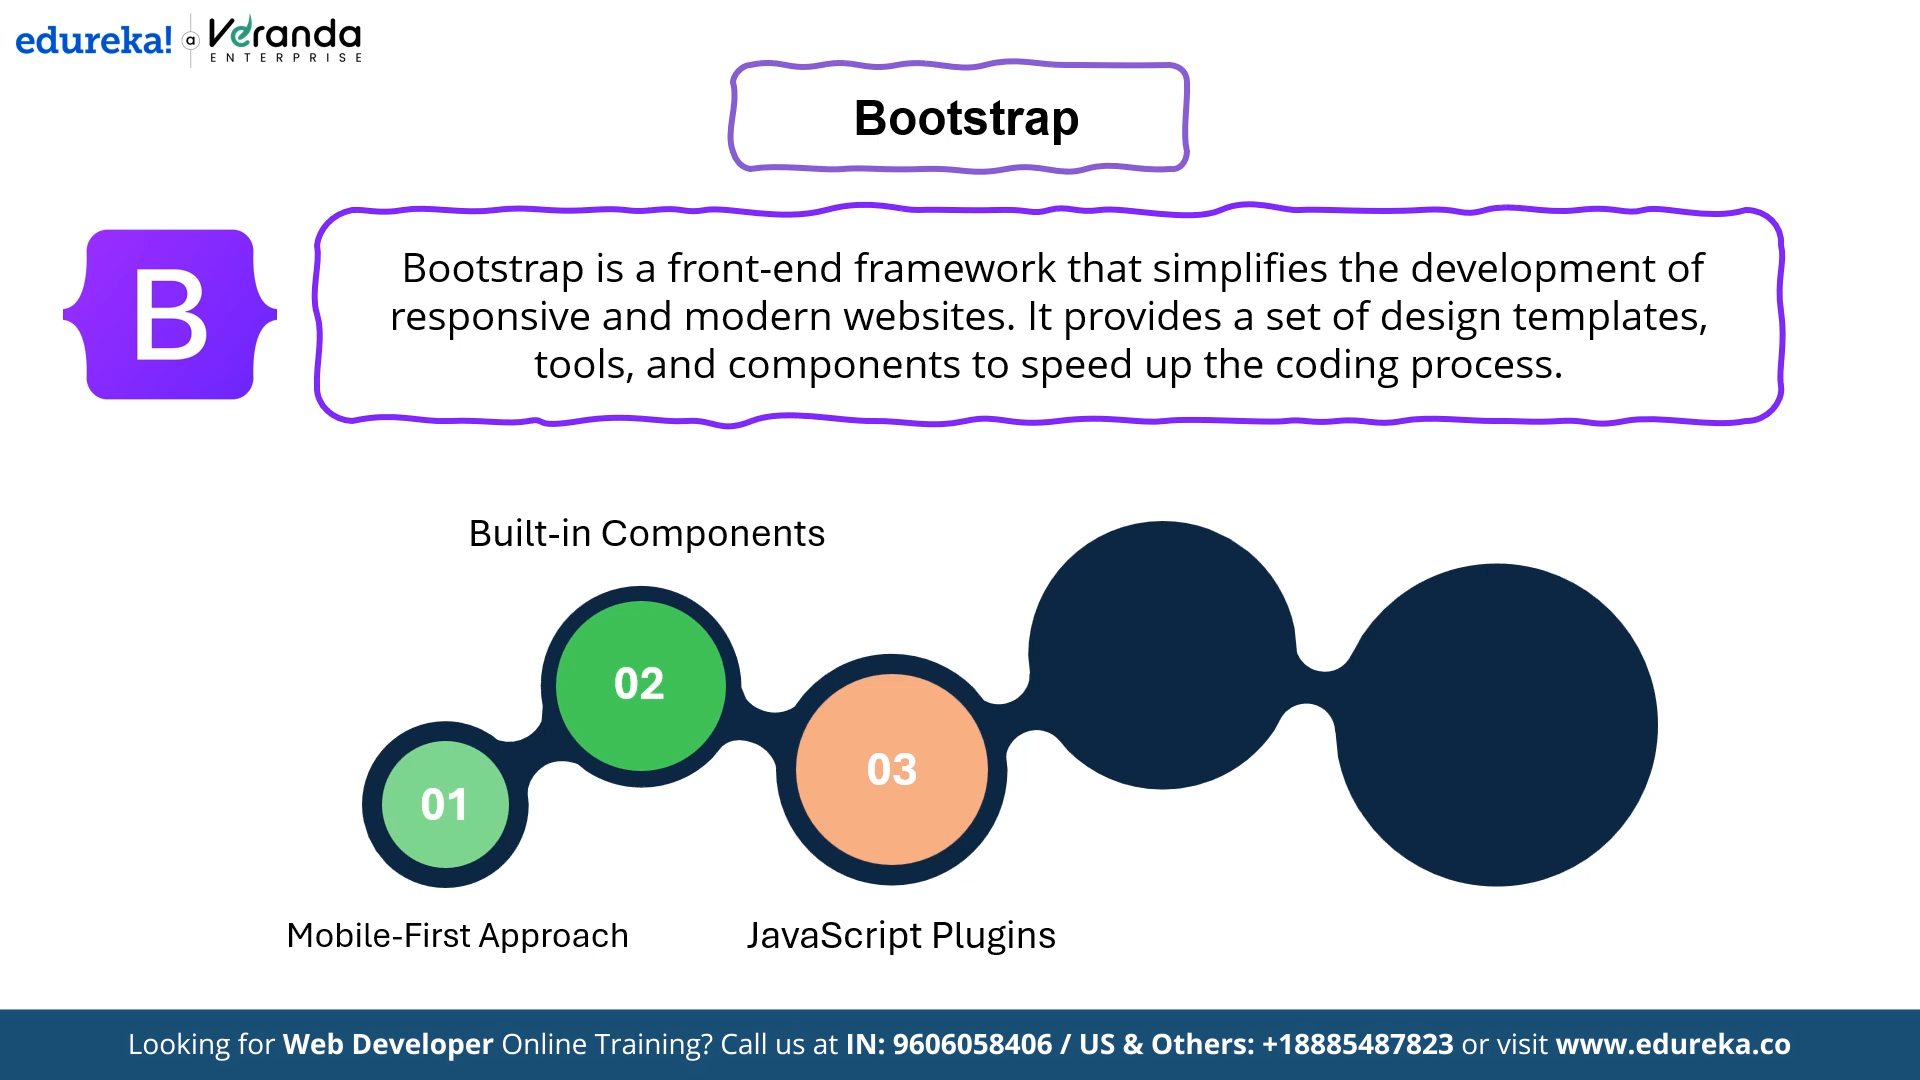 edureka! a Veranda
ENTERPRISE
Bootstrap
B
Bootstrap is a front-end framework that simplifies the development of
responsive and modern websites. It provides a set of design templates,
tools, and components to speed up the coding process.
Built-in Components
02
03
01
Mobile-First Approach
JavaScript Plugins
Looking for Web Developer Online Training? Call us at IN: 9606058406 / US & Others: +18885487823 or visit www.edureka.co